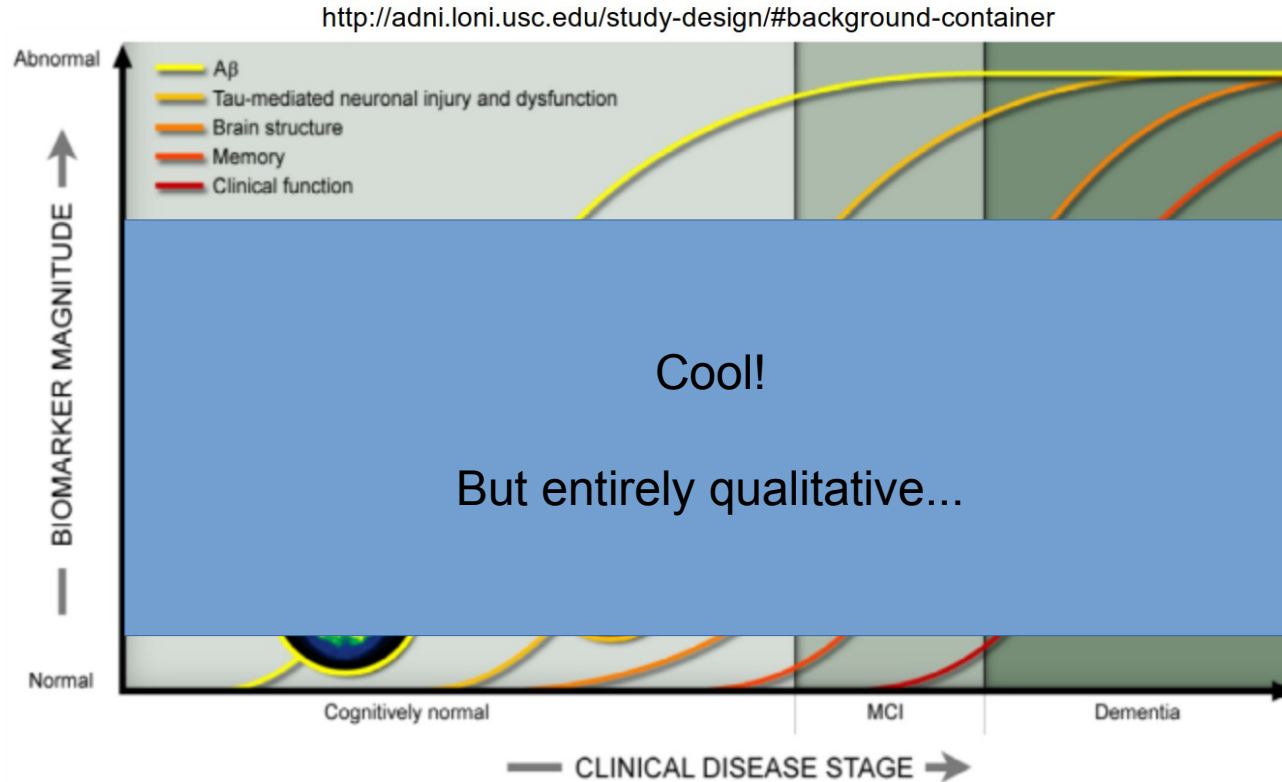 http://adni.loni.usc.edu/study-design/#background-container
Abnormal
Aβ
Tau-mediated neuronal injury and dysfunction
Brain structure
Memory
Clinical function
BIOMARKER MAGNITUDE
Cool!
But entirely qualitative...
Normal
Cognitively normal
MCI
Dementia
CLINICAL DISEASE STAGE